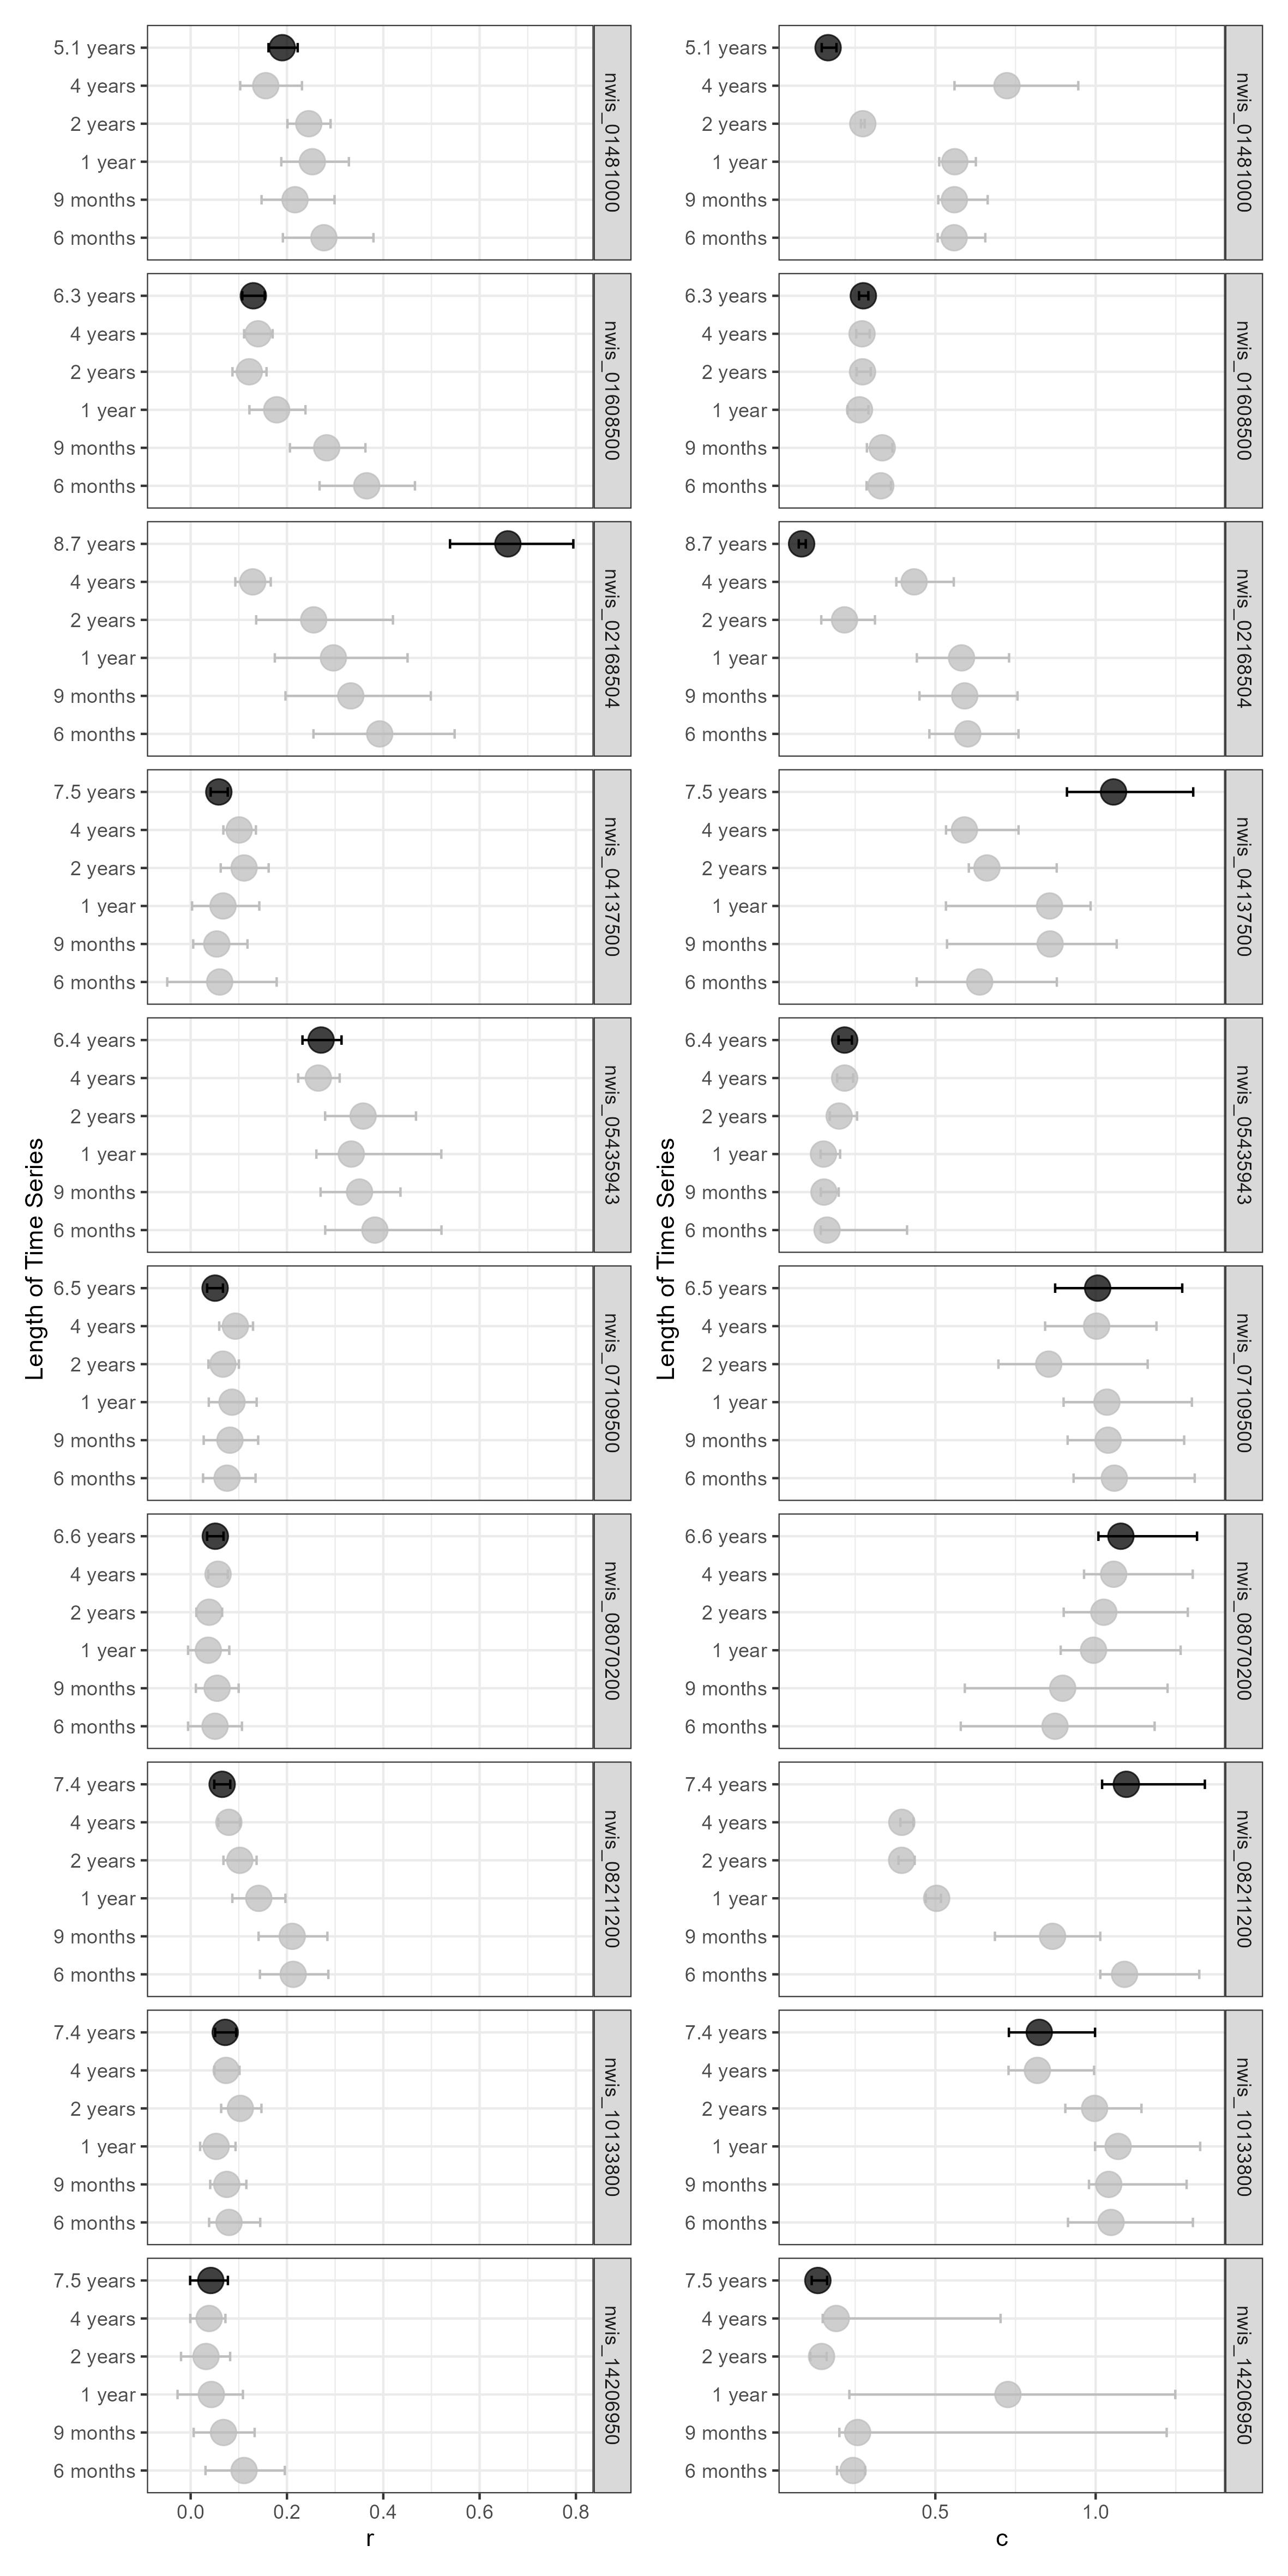 Length of Time Series
5.1 years
4 years
2 years
1 year
9 months
6 months
nwis_01481000
6.3 years
4 years
2 years
1 year
9 months
6 months
nwis_01608500
8.7 years
4 years
2 years
1 year
9 months
6 months
nwis_02168504
7.5 years
4 years
2 years
1 year
9 months
6 months
nwis_04137500
6.4 years
4 years
2 years
1 year
9 months
6 months
nwis_05435943
6.5 years
4 years
2 years
1 year
9 months
6 months
nwis_07109500
6.6 years
4 years
2 years
1 year
9 months
6 months
nwis_08070200
7.4 years
4 years
2 years
1 year
9 months
6 months
nwis_08211200
7.4 years
4 years
2 years
1 year
9 months
6 months
nwis_10133800
7.5 years
4 years
2 years
1 year
9 months
6 months
nwis_14206950
0.0 0.2 0.4 0.6 0.8
r
Length of Time Series
5.1 years
4 years
2 years
1 year
9 months
6 months
nwis_01481000
6.3 years
4 years
2 years
1 year
9 months
6 months
nwis_01608500
8.7 years
4 years
2 years
1 year
9 months
6 months
nwis_02168504
7.5 years
4 years
2 years
1 year
9 months
6 months
nwis_04137500
6.4 years
4 years
2 years
1 year
9 months
6 months
nwis_05435943
6.5 years
4 years
2 years
1 year
9 months
6 months
nwis_07109500
6.6 years
4 years
2 years
1 year
9 months
6 months
nwis_08070200
7.4 years
4 years
2 years
1 year
9 months
6 months
nwis_08211200
7.4 years
4 years
2 years
1 year
9 months
6 months
nwis_10133800
7.5 years
4 years
2 years
1 year
9 months
6 months
nwis_14206950
0.5 1.0
c